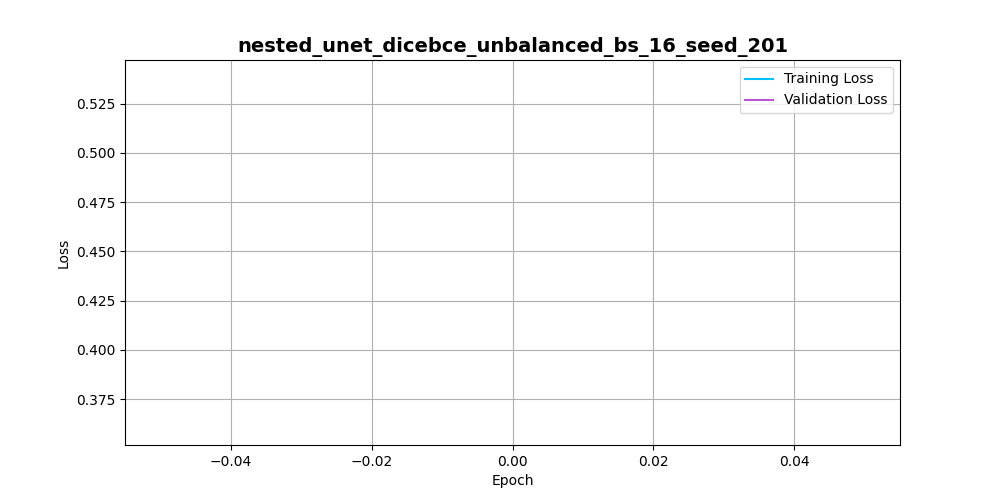 nested_unet_dicebce_unbalanced_bs_16_seed_201
Training Loss
Validation Loss
0.525
0.500
0.475
0.450
0.425
0.400
0.375
Loss
−0.04
−0.02
0.00
0.02
0.04
Epoch